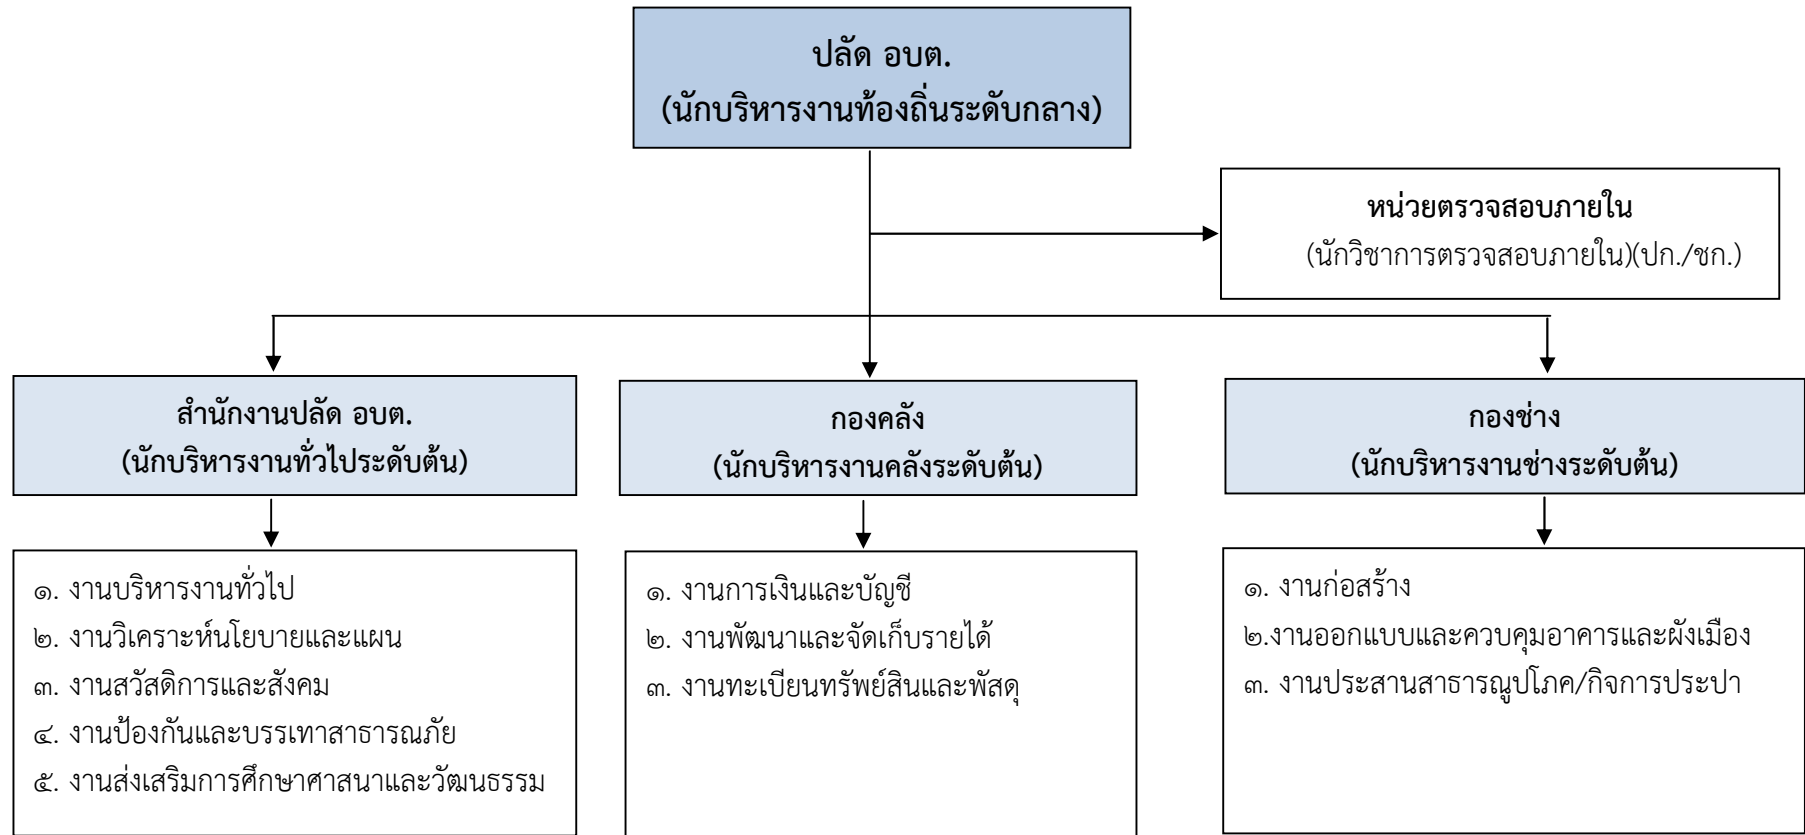 ปลัด อบต.
(นักบริหารงานท้องถิ่นระดับกลาง)
หน่วยตรวจสอบภายใน
(นักวิชาการตรวจสอบภายใน)(ปก./ชก.)
สำนักงานปลัด อบต.
(นักบริหารงานทั่วไประดับต้น)
กองคลัง
(นักบริหารงานคลังระดับต้น)
กองช่าง
(นักบริหารงานช่างระดับต้น)
๑. งานบริหารงานทั่วไป
๒. งานวิเคราะห์นโยบายและแผน
๓. งานสวัสดิการและสังคม
๔. งานป้องกันและบรรเทาสาธารณภัย
๕. งานส่งเสริมการศึกษาศาสนาและวัฒนธรรม
๑. งานการเงินและบัญชี
๒. งานพัฒนาและจัดเก็บรายได้
๓. งานทะเบียนทรัพย์สินและพัสดุ
๑. งานก่อสร้าง
๒.งานออกแบบและควบคุมอาคารและผังเมือง
๓. งานประสานสาธารณูปโภค/กิจการประปา